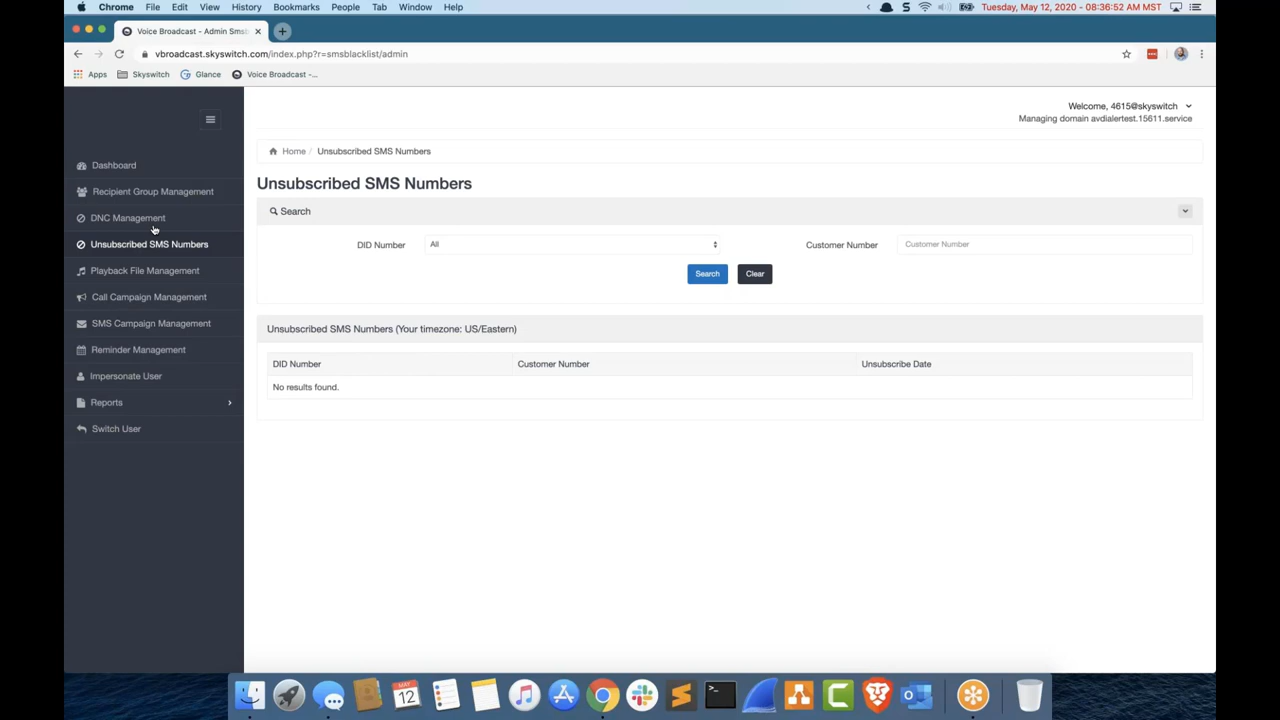 Chrome File Edit View History Bookmarks People Tab Window Help
Tuesday, May 12, 2020 - 08:36:52 AM MST
Voice Broadcast - Admin Smsb
vbroadcast.skyswitch.com/index.php?r=smsblacklist/admin
Apps Skyswitch Glance Voice Broadcast -...
Welcome, 4615@skyswitch
Managing domain avdialertest.15611.service
Dashboard
Recipient Group Management
DNC Management
Unsubscribed SMS Numbers
Playback File Management
Call Campaign Management
SMS Campaign Management
Reminder Management
Impersonate User
Reports
Switch User
Home / Unsubscribed SMS Numbers
Unsubscribed SMS Numbers
Search
DID Number All Customer Number Customer Number
Search Clear
Unsubscribed SMS Numbers (Your timezone: US/Eastern)
DID Number Customer Number Unsubscribe Date
No results found.
MAY
12